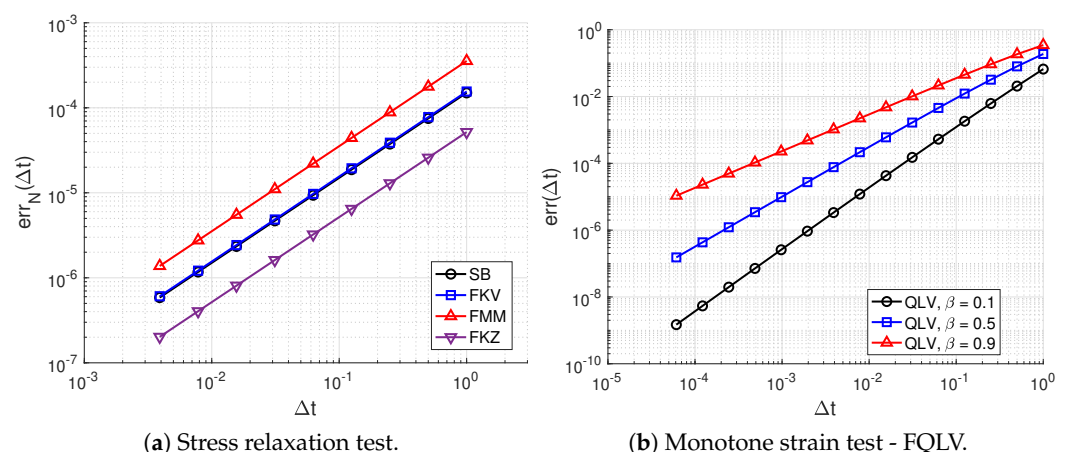 10^-3
10^-4
10^-5
10^-6
10^-7
err_N(Δt)
10^-3
10^-2
10^-1
10^0
Δt
SB
FKV
FMM
FKZ
(a) Stress relaxation test.
10^0
10^-2
10^-4
10^-6
10^-8
10^-10
err(Δt)
10^-5
10^-4
10^-3
10^-2
10^-1
10^0
Δt
QLV, β = 0.1
QLV, β = 0.5
QLV, β = 0.9
(b) Monotone strain test - FQLV.